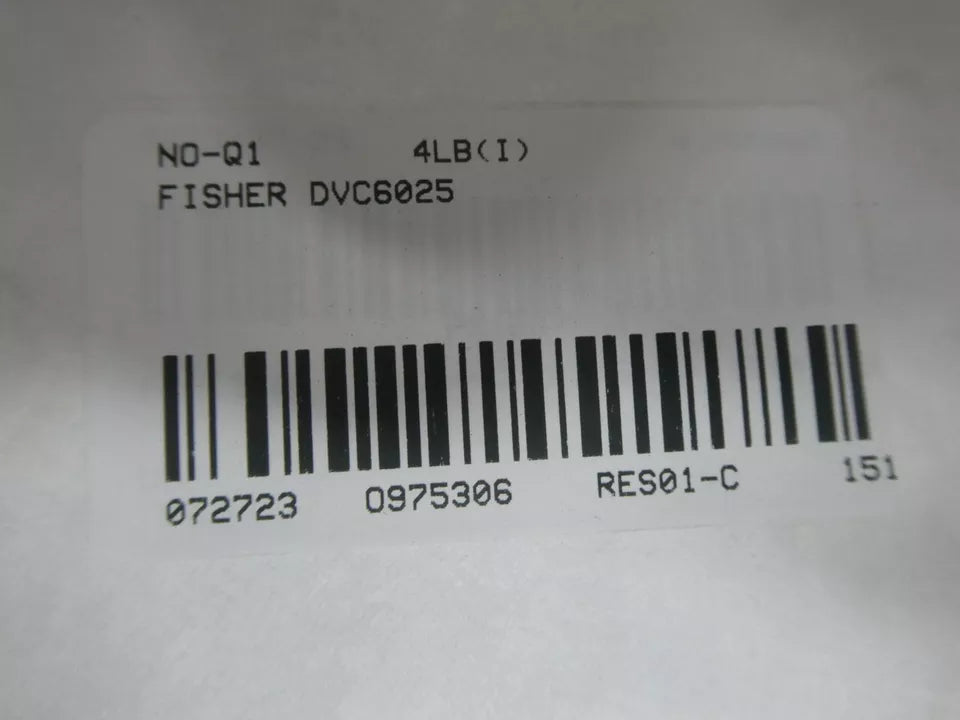 NO-Q1 4LB(I)
FISHER DVC6025
072723 0975306 RES01-C 151